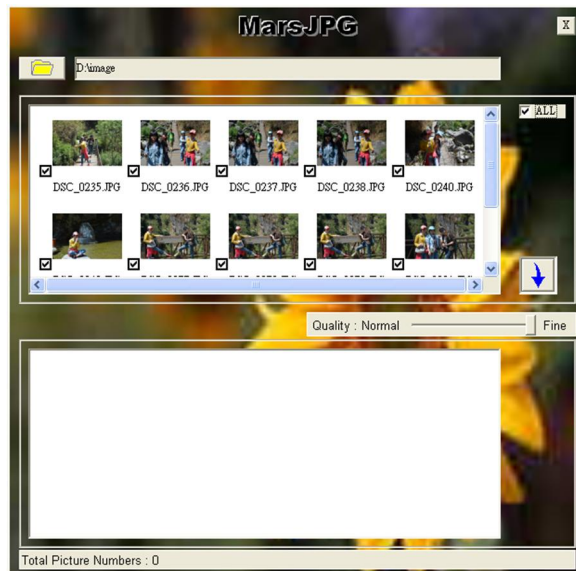 MarsJPG
X
D:\image
ALL
DSC_0235.JPG DSC_0236.JPG DSC_0237.JPG DSC_0238.JPG DSC_0240.JPG
Quality : Normal Fine
Total Picture Numbers : 0